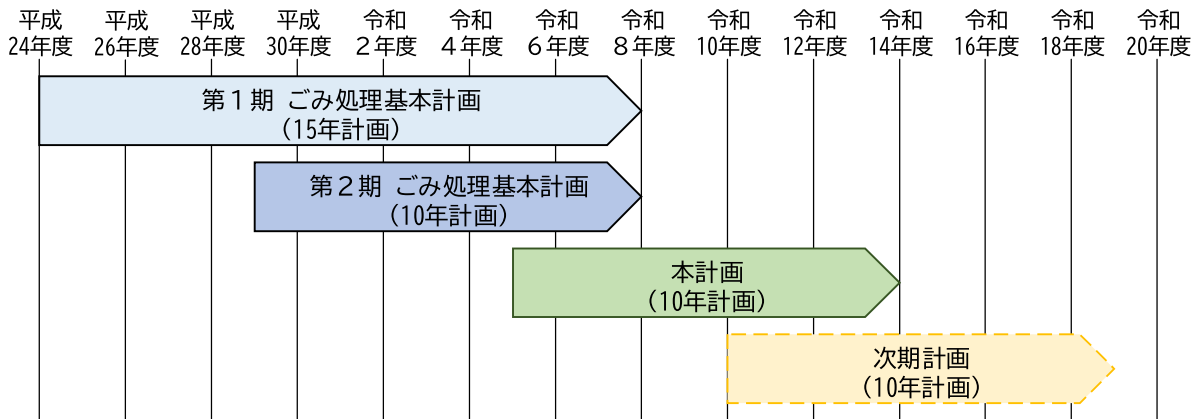 平成 平成 平成 平成 令和 令和 令和 令和 令和 令和 令和 令和 令和 令和
24年度 26年度 28年度 30年度 ２年度 ４年度 ６年度 ８年度 10年度 12年度 14年度 16年度 18年度 20年度
第１期 ごみ処理基本計画
（15年計画）
第２期 ごみ処理基本計画
（10年計画）
本計画
（10年計画）
次期計画
（10年計画）